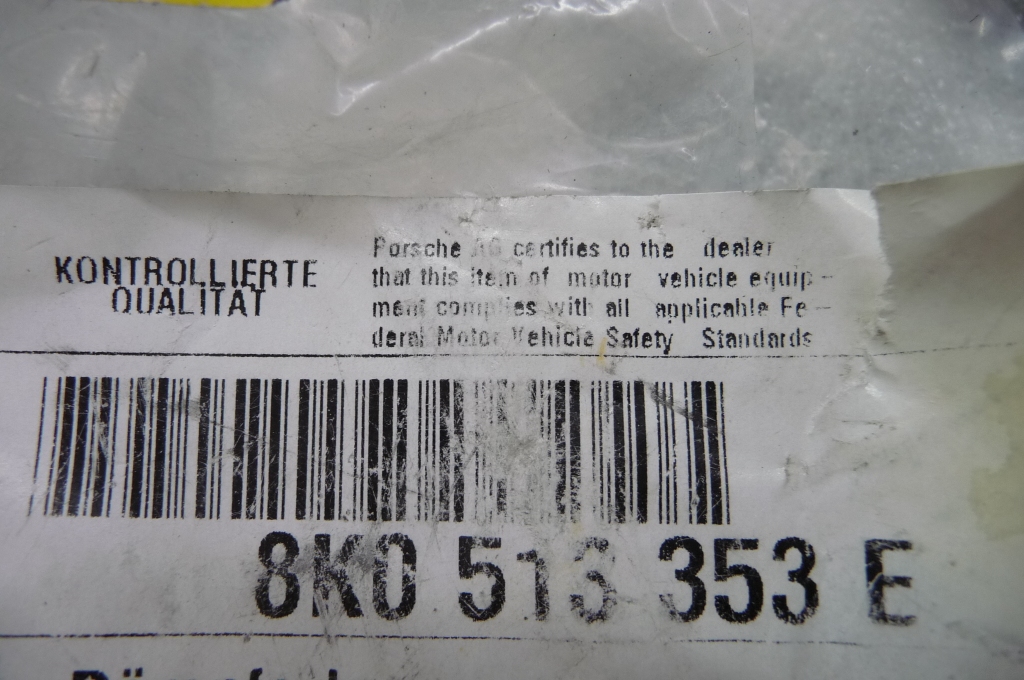 KONTROLLIERTE
QUALITÄT
Porsche AG certifies to the dealer
that this item of motor vehicle equip-
ment complies with all applicable Fe-
deral Motor Vehicle Safety Standards
8K0 513 353 E